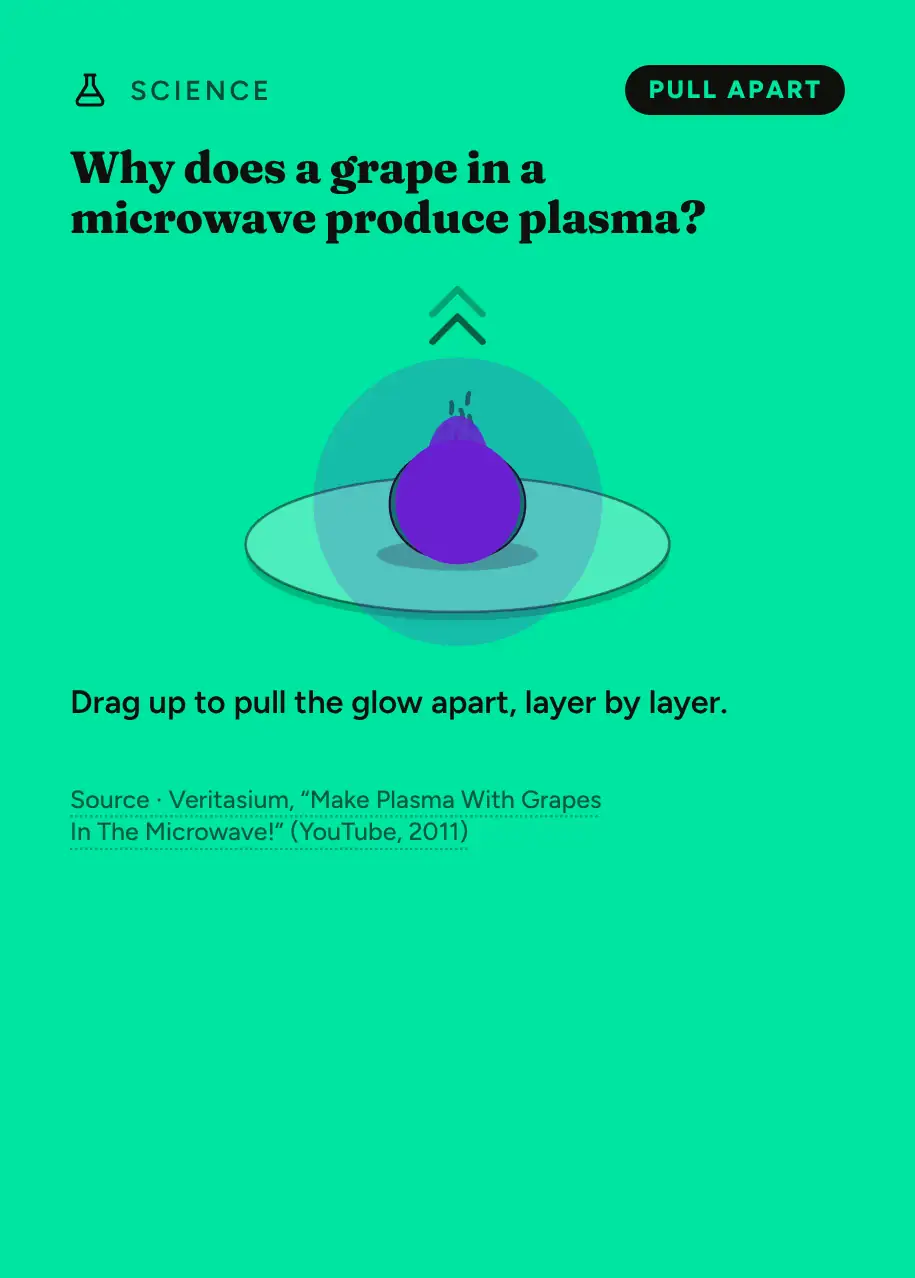 SCIENCE
PULL APART
Why does a grape in a
microwave produce plasma?
Drag up to pull the glow apart, layer by layer.
Source · Veritasium, “Make Plasma With Grapes
In The Microwave!” (YouTube, 2011)